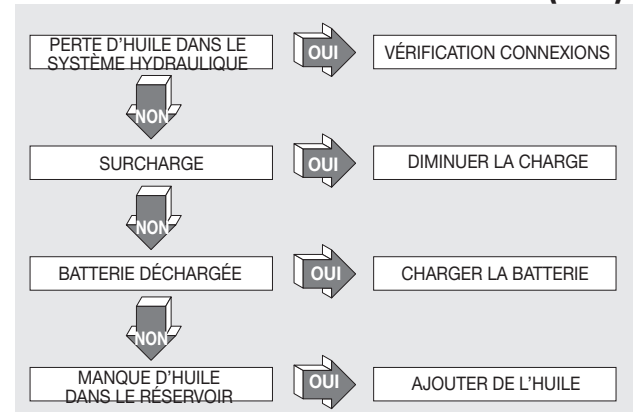 PERTE D'HUILE DANS LE
SYSTÈME HYDRAULIQUE
OUI
VÉRIFICATION CONNEXIONS
NON
SURCHARGE
OUI
DIMINUER LA CHARGE
NON
BATTERIE DÉCHARGÉE
OUI
CHARGER LA BATTERIE
NON
MANQUE D'HUILE
DANS LE RÉSERVOIR
OUI
AJOUTER DE L'HUILE